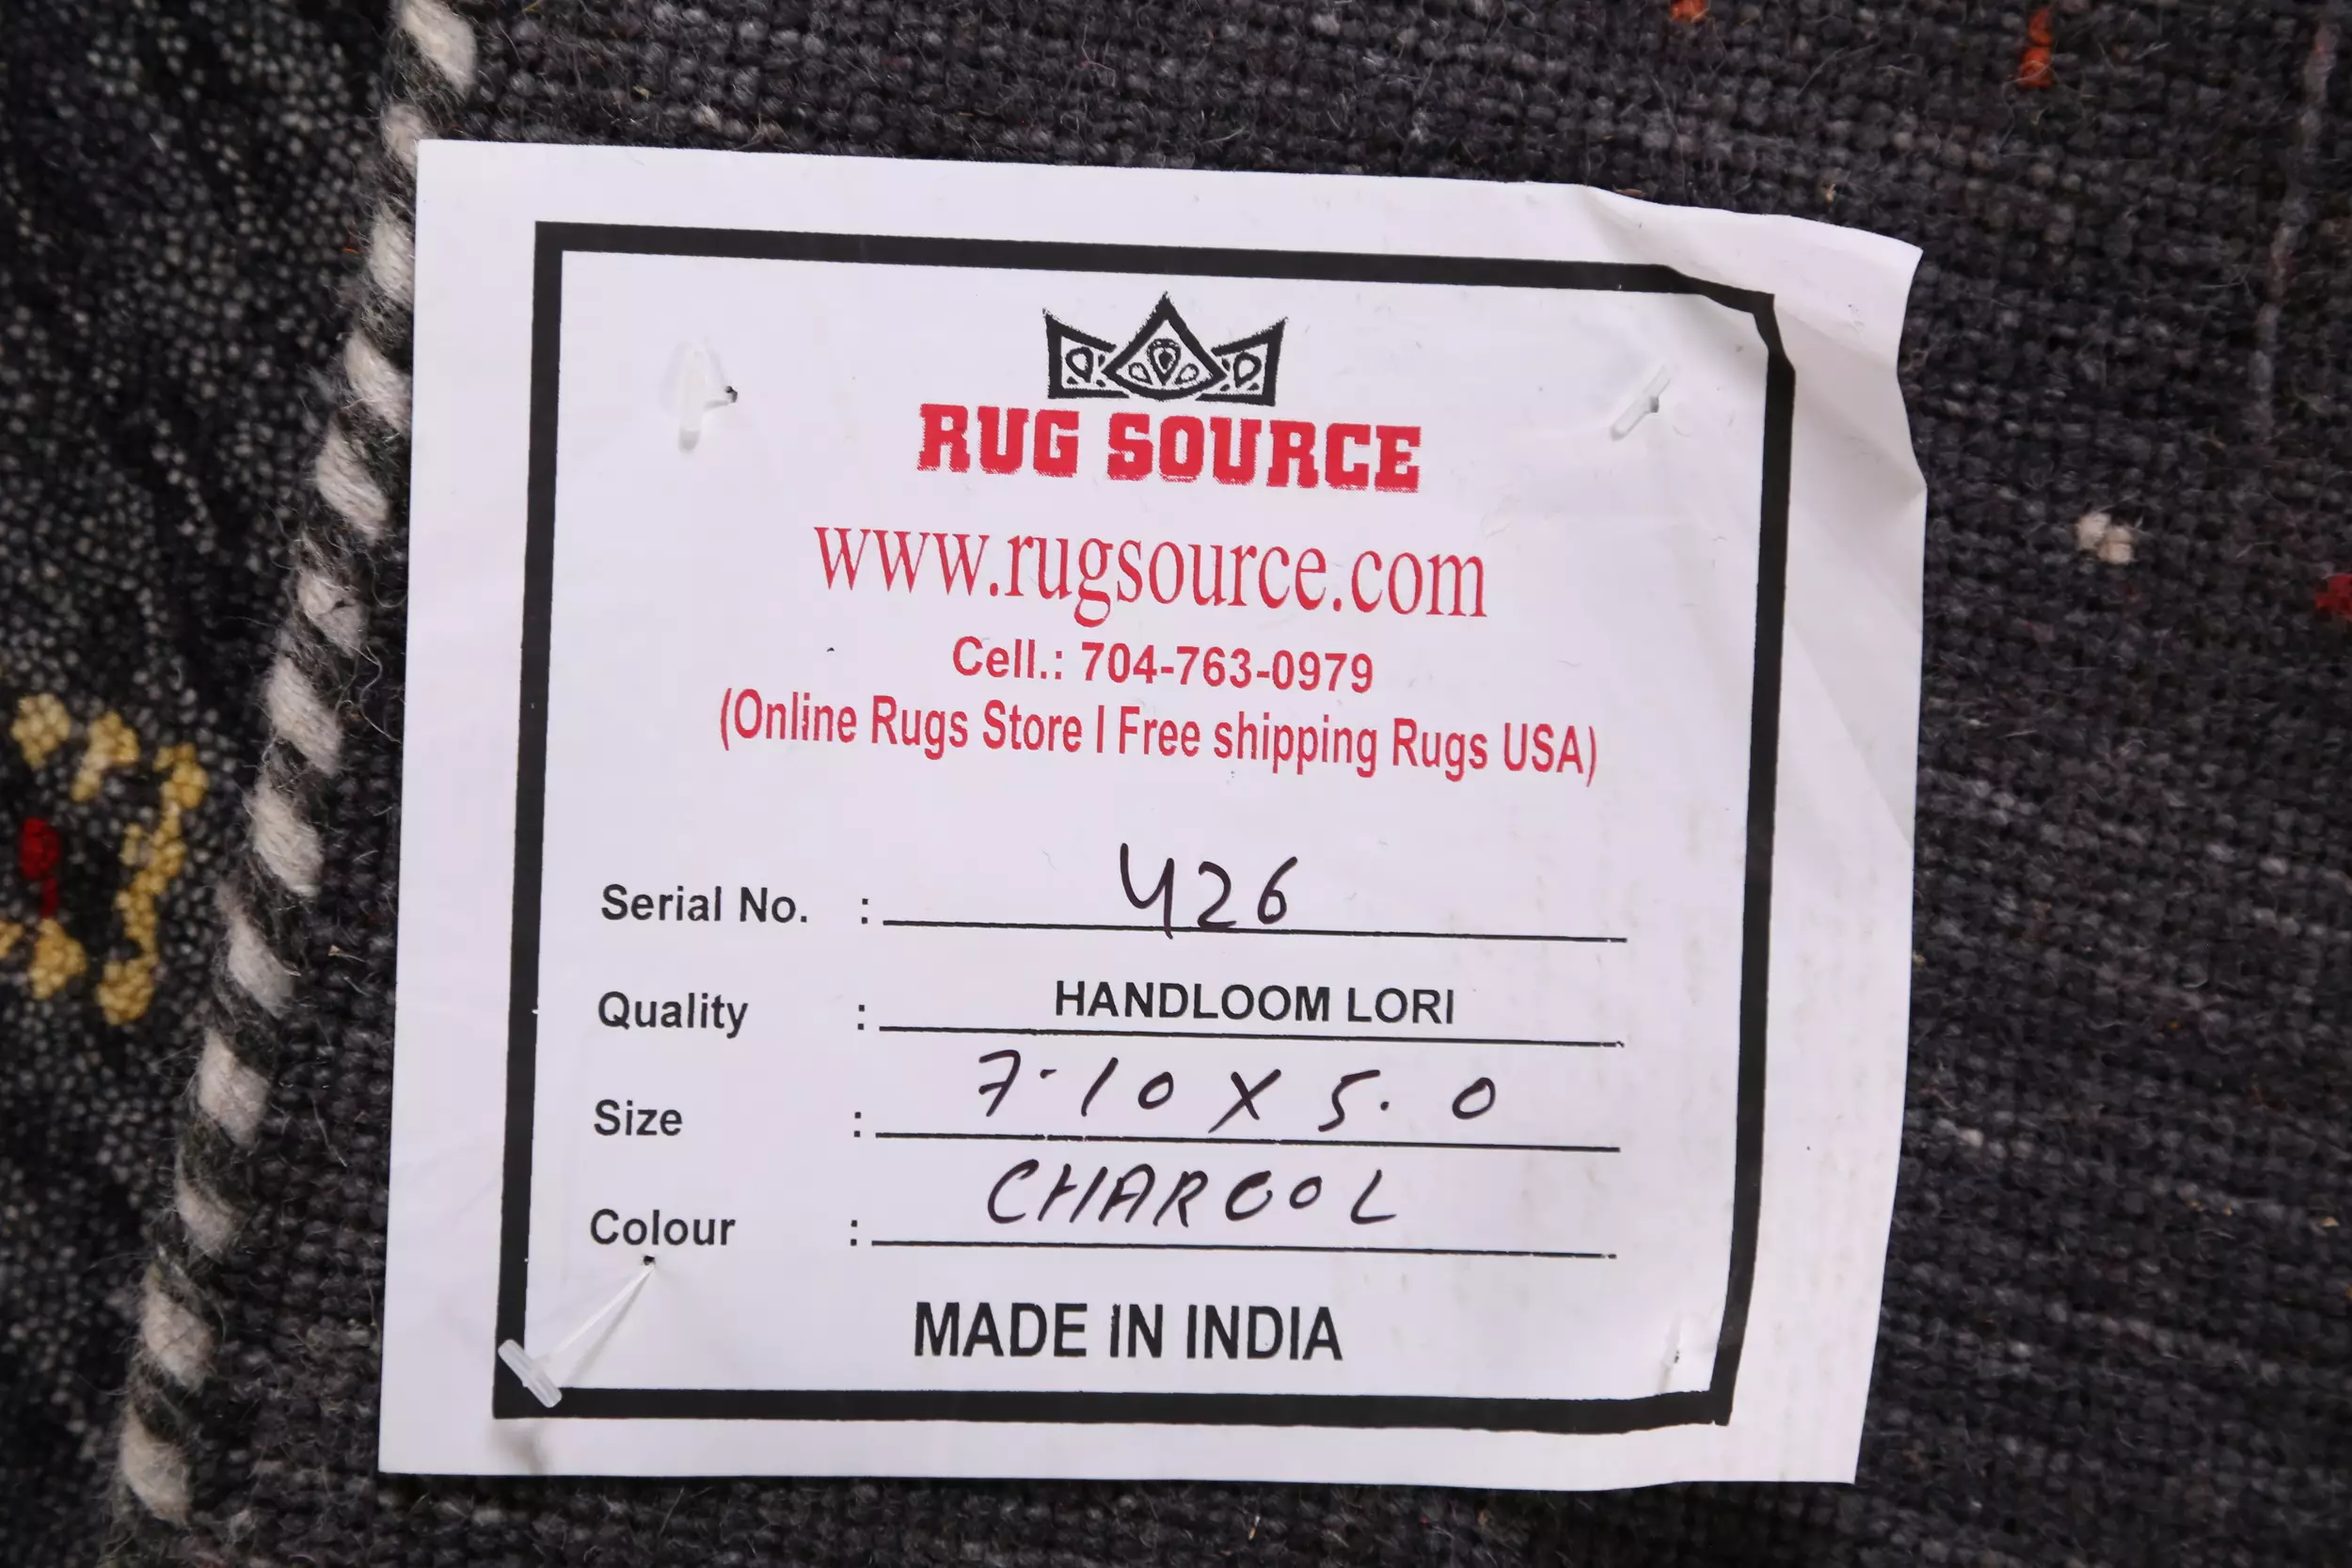 RUG SOURCE
www.rugsource.com
Cell.: 704-763-0979
(Online Rugs Store I Free shipping Rugs USA)
Serial No. : 426
Quality : HANDLOOM LORI
Size : 7.10 X 5.0
Colour : CHARCOL
MADE IN INDIA